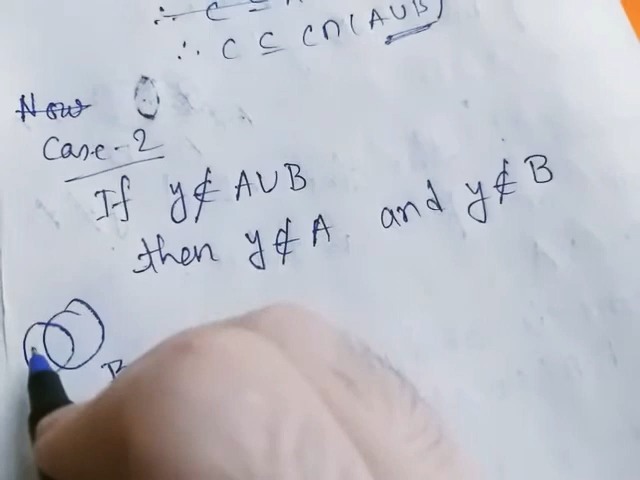 ∴ C ⊆
∴ C ⊆ C∩(A∪B)
Now
Case-2
If y∉ A∪B
then y∉A and y∉B
B